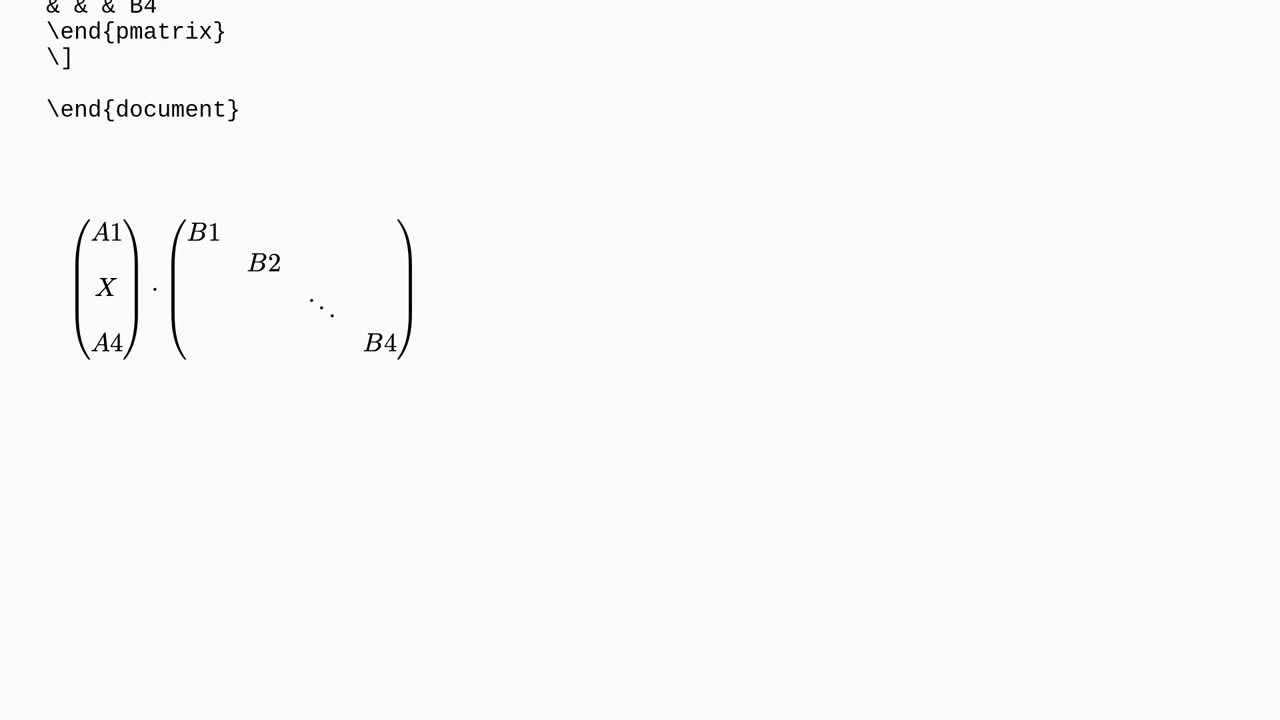 & & & B4
\end{pmatrix}
\]
\end{document}
A1 B1
B2
X · ⋱
A4 B4